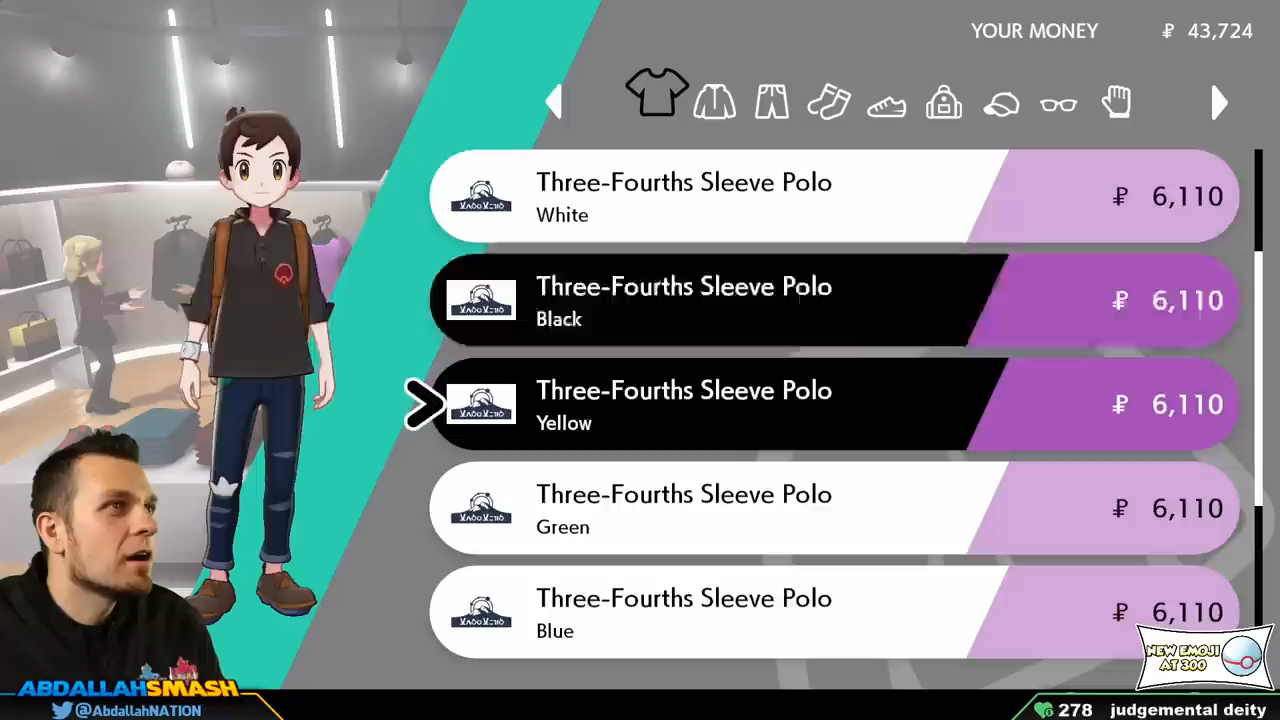 YOUR MONEY ₽ 43,724
Three-Fourths Sleeve Polo
White
₽ 6,110
Three-Fourths Sleeve Polo
Black
₽ 6,110
Three-Fourths Sleeve Polo
Yellow
₽ 6,110
Three-Fourths Sleeve Polo
Green
₽ 6,110
Three-Fourths Sleeve Polo
Blue
₽ 6,110
NEW EMOJI
AT 300
ABDALLAHSMASH
@AbdallahNATION
278 judgemental deity